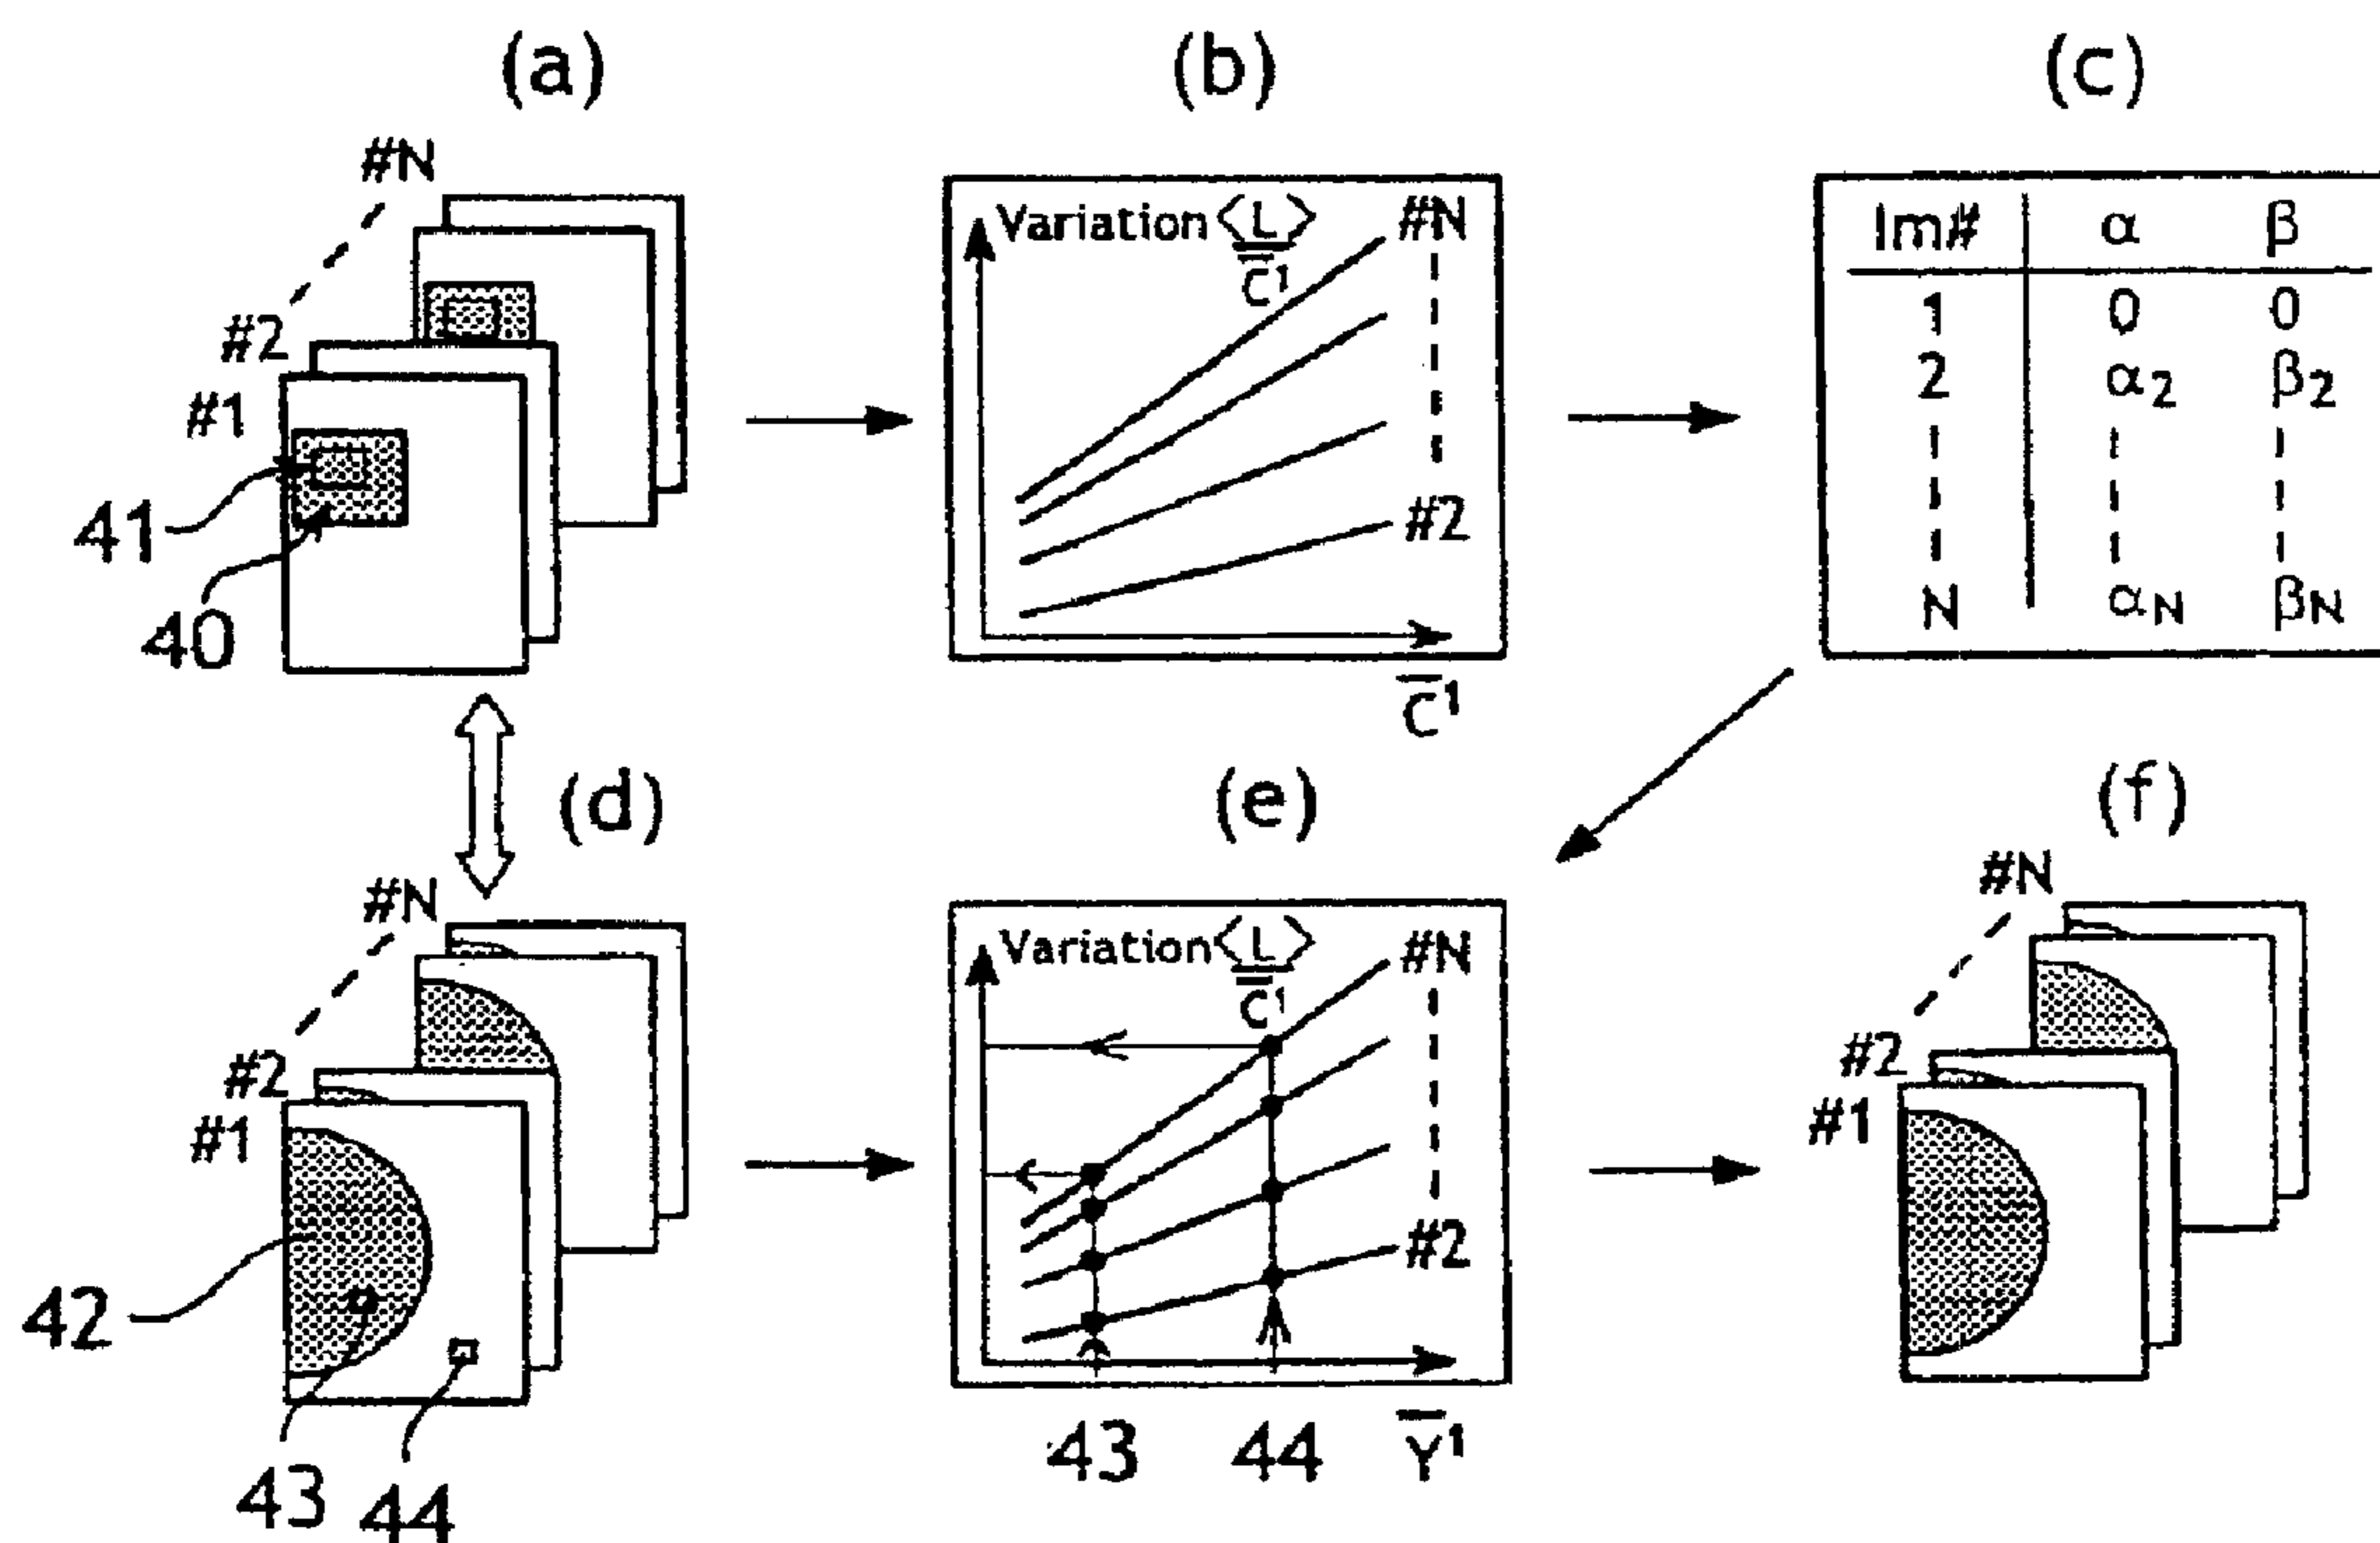 (a)
(b)
(c)
#N
#2
#1
41
40
Variation <L>
C̅¹
#N
#2
C̅¹
Im# α β
1 0 0
2 α₂ β₂
N αN βN
(d)
(e)
(f)
#N
#2
#1
42
43
44
Variation <L>
C̅¹
#N
#2
43 44 Y̅¹
#N
#2
#1